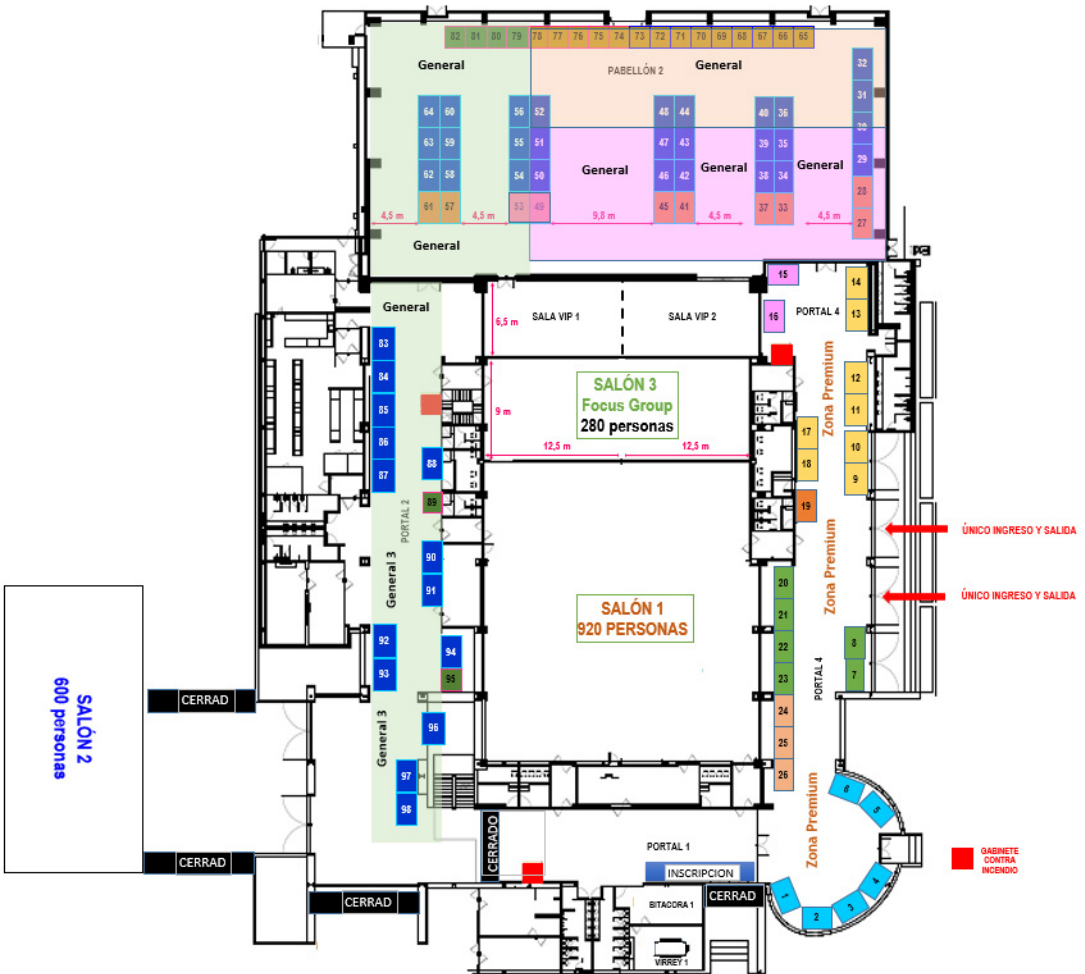 82 81 80 79 78 77 76 75 74 73 72 71 70 69 68 67 66 65
General
PABELLÓN 2
General
32
31
30
29
28
27
64 60
63 59
62 58
61 57
56 52
55 51
54 50
53 49
48 44
47 43
46 42
45 41
40 36
39 35
38 34
37 33
General
General
General
4,5 m
4,5 m
9,8 m
4,5 m
4,5 m
General
General
6,5 m
SALA VIP 1
SALA VIP 2
15
16
PORTAL 4
14
13
83
84
85
86
87
88
89
PORTAL 2
9 m
SALÓN 3
Focus Group
280 personas
12,5 m
12,5 m
12
11
Zona Premium
17
18
10
9
19
ÚNICO INGRESO Y SALIDA
Zona Premium
ÚNICO INGRESO Y SALIDA
90
91
General 3
92
93
94
95
SALÓN 1
920 PERSONAS
20
21
22
23
24
25
26
8
7
PORTAL 4
SALÓN 2
600 personas
CERRAD
General 3
96
97
98
6
5
Zona Premium
CERRADO
PORTAL 1
INSCRIPCION
CERRAD
CERRAD
BITACORA 1
CERRAD
VIRREY 1
1
2
3
4
GABINETE
CONTRA
INCENDIO